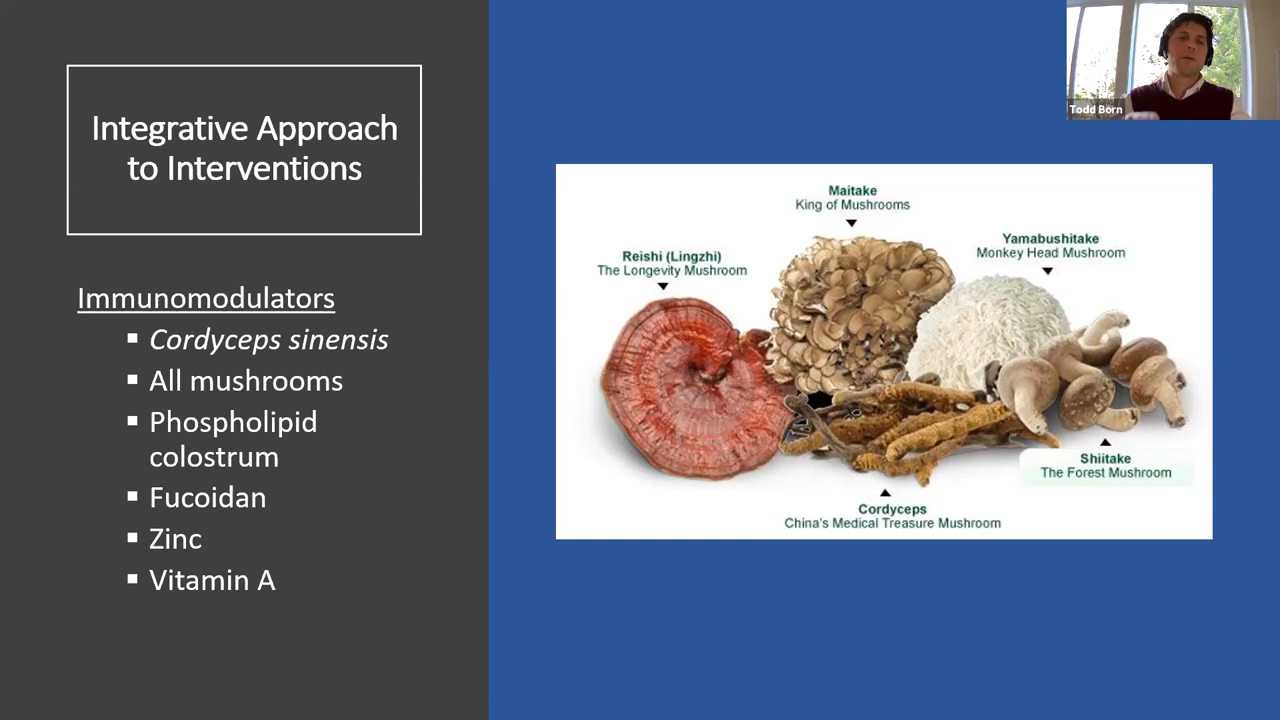 Integrative Approach
to Interventions
Immunomodulators
▪ Cordyceps sinensis
▪ All mushrooms
▪ Phospholipid
colostrum
▪ Fucoidan
▪ Zinc
▪ Vitamin A
Todd Born
Maitake
King of Mushrooms
Yamabushitake
Monkey Head Mushroom
Reishi (Lingzhi)
The Longevity Mushroom
Shiitake
The Forest Mushroom
Cordyceps
China's Medical Treasure Mushroom